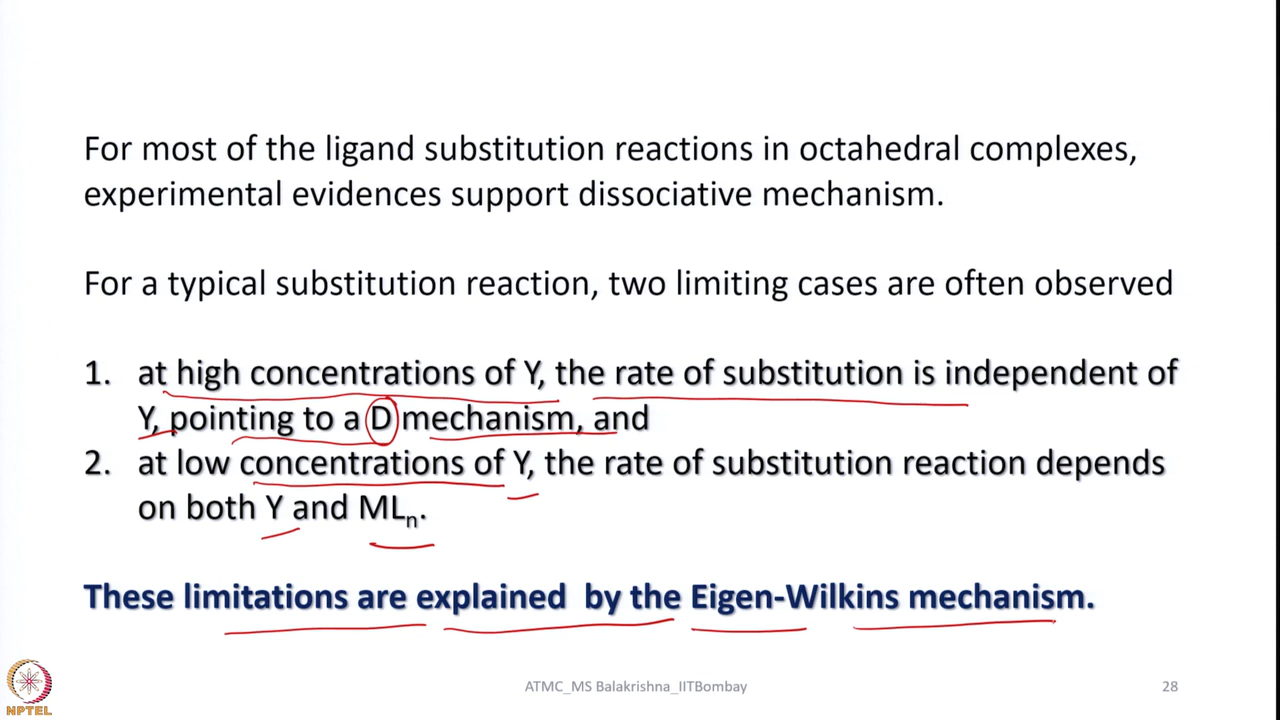 For most of the ligand substitution reactions in octahedral complexes,
experimental evidences support dissociative mechanism.
For a typical substitution reaction, two limiting cases are often observed
1. at high concentrations of Y, the rate of substitution is independent of
Y, pointing to a D mechanism, and
2. at low concentrations of Y, the rate of substitution reaction depends
on both Y and MLₙ.
These limitations are explained by the Eigen-Wilkins mechanism.
NPTEL
ATMC_MS Balakrishna_IITBombay
28